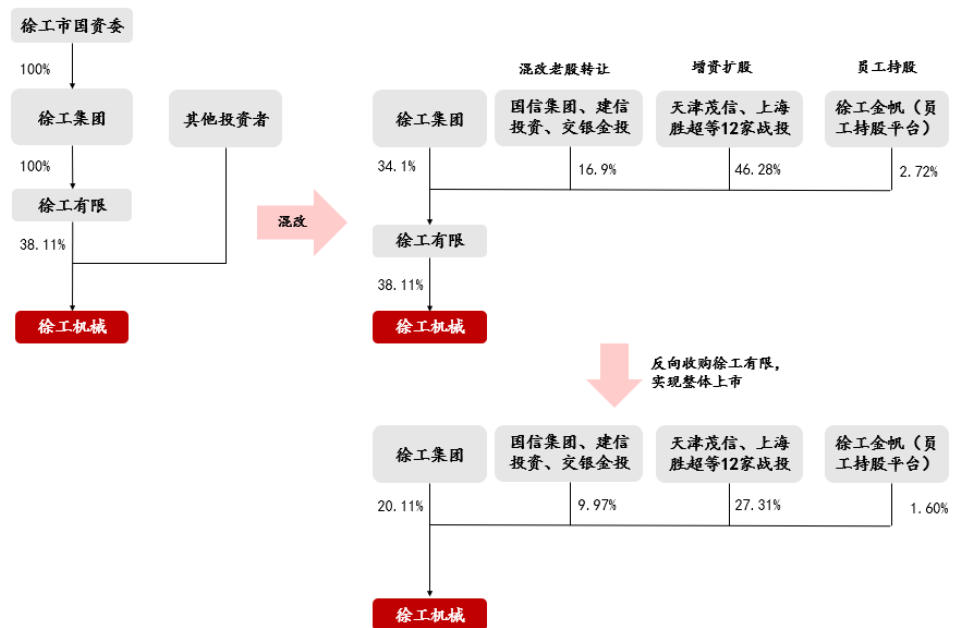 徐工市国资委
100%
徐工集团
其他投资者
100%
徐工有限
38.11%
徐工机械
混改
混改老股转让
增资扩股
员工持股
徐工集团
国信集团、建信
投资、交银金投
天津茂信、上海
胜超等12家战投
徐工金帆（员
工持股平台）
34.1%
16.9%
46.28%
2.72%
徐工有限
38.11%
徐工机械
反向收购徐工有限，
实现整体上市
徐工集团
国信集团、建信
投资、交银金投
天津茂信、上海
胜超等12家战投
徐工金帆（员
工持股平台）
20.11%
9.97%
27.31%
1.60%
徐工机械